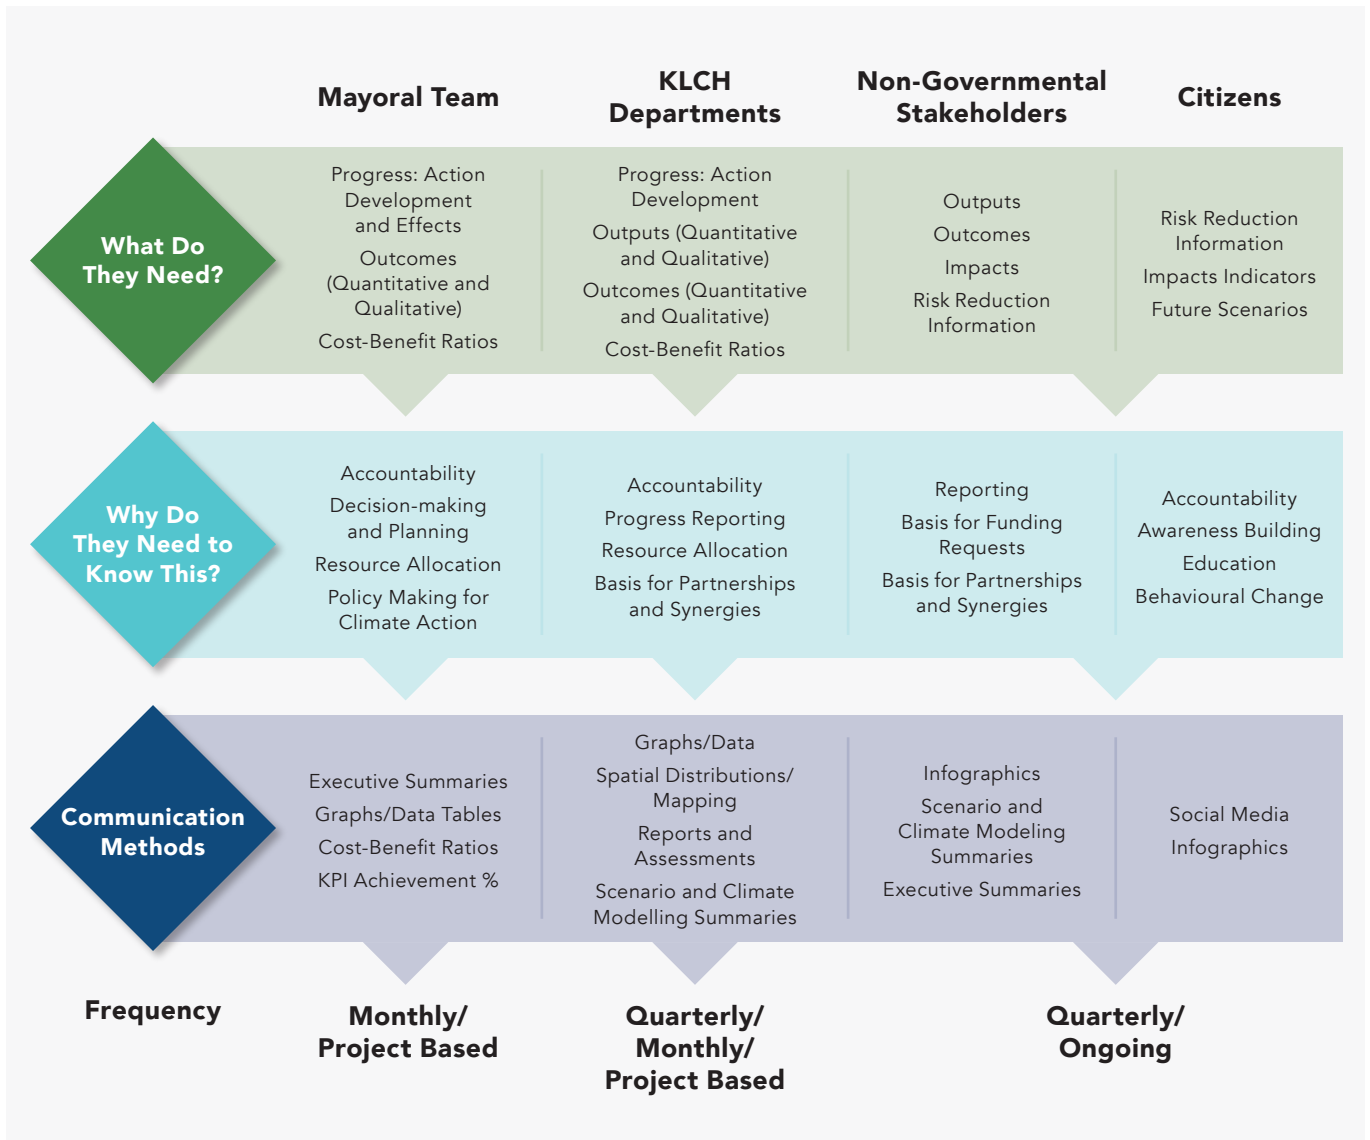 Mayoral Team
KLCH
Departments
Non-Governmental
Stakeholders
Citizens
What Do
They Need?
Progress: Action
Development
and Effects
Outcomes
(Quantitative and
Qualitative)
Cost-Benefit Ratios
Progress: Action
Development
Outputs (Quantitative
and Qualitative)
Outcomes (Quantitative
and Qualitative)
Cost-Benefit Ratios
Outputs
Outcomes
Impacts
Risk Reduction
Information
Risk Reduction
Information
Impacts Indicators
Future Scenarios
Why Do
They Need to
Know This?
Accountability
Decision-making
and Planning
Resource Allocation
Policy Making for
Climate Action
Accountability
Progress Reporting
Resource Allocation
Basis for Partnerships
and Synergies
Reporting
Basis for Funding
Requests
Basis for Partnerships
and Synergies
Accountability
Awareness Building
Education
Behavioural Change
Communication
Methods
Executive Summaries
Graphs/Data Tables
Cost-Benefit Ratios
KPI Achievement %
Graphs/Data
Spatial Distributions/
Mapping
Reports and
Assessments
Scenario and Climate
Modelling Summaries
Infographics
Scenario and
Climate Modeling
Summaries
Executive Summaries
Social Media
Infographics
Frequency
Monthly/
Project Based
Quarterly/
Monthly/
Project Based
Quarterly/
Ongoing